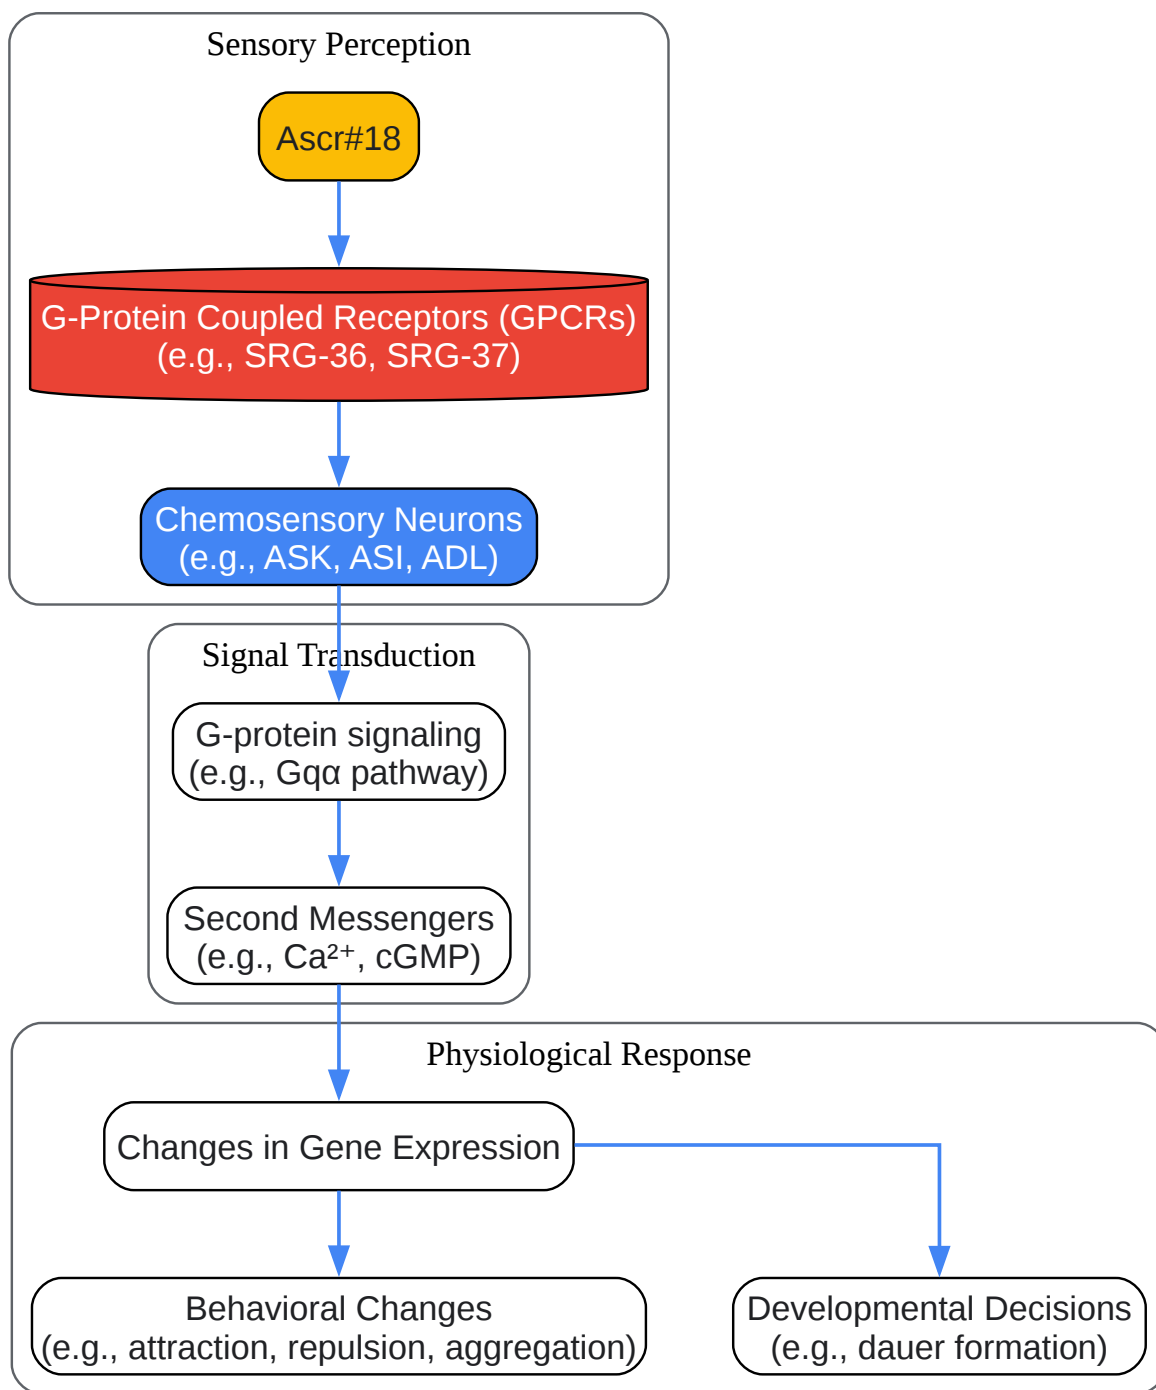 Sensory Perception
Ascr#18
G-Protein Coupled Receptors (GPCRs)
(e.g., SRG-36, SRG-37)
Chemosensory Neurons
(e.g., ASK, ASI, ADL)
Signal Transduction
G-protein signaling
(e.g., Gqα pathway)
Second Messengers
(e.g., Ca²⁺, cGMP)
Physiological Response
Changes in Gene Expression
Behavioral Changes
(e.g., attraction, repulsion, aggregation)
Developmental Decisions
(e.g., dauer formation)